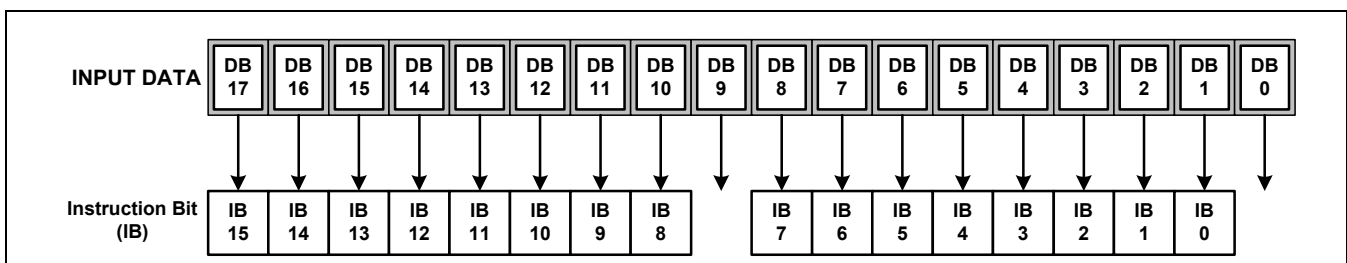 INPUT DATA DB DB DB DB DB DB DB DB DB DB DB DB DB DB DB DB DB DB
17 16 15 14 13 12 11 10 9 8 7 6 5 4 3 2 1 0
Instruction Bit IB IB IB IB IB IB IB IB IB IB IB IB IB IB IB IB
(IB) 15 14 13 12 11 10 9 8 7 6 5 4 3 2 1 0